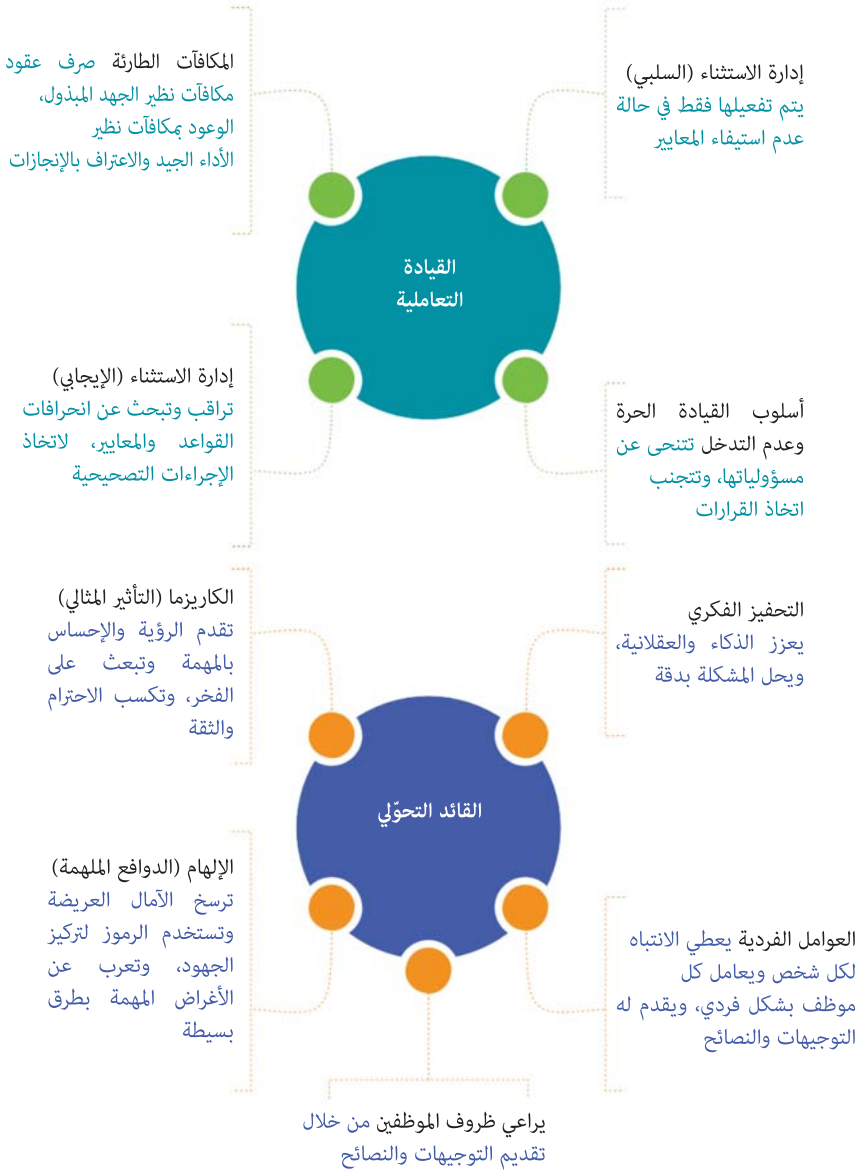 إدارة الاستثناء (السلبي)
يتم تفعيلها فقط في حالة
عدم استيفاء المعايير
المكافآت الطارئة صرف عقود
مكافآت نظير الجهد المبذول،
الوعود بمكافآت نظير
الأداء الجيد والاعتراف بالإنجازات
القيادة
التعاملية
أسلوب القيادة الحرة
وعدم التدخل تتنحى عن
مسؤولياتها، وتتجنب
اتخاذ القرارات
إدارة الاستثناء (الإيجابي)
تراقب وتبحث عن انحرافات
القواعد والمعايير، لاتخاذ
الإجراءات التصحيحية
التحفيز الفكري
يعزز الذكاء والعقلانية،
ويحل المشكلة بدقة
الكاريزما (التأثير المثالي)
تقدم الرؤية والإحساس
بالمهمة وتبعث على
الفخر، وتكسب الاحترام
والثقة
القائد التحوّلي
العوامل الفردية يعطي الانتباه
لكل شخص ويعامل كل
موظف بشكل فردي، ويقدم له
التوجيهات والنصائح
الإلهام (الدوافع الملهمة)
ترسخ الآمال العريضة
وتستخدم الرموز لتركيز
الجهود، وتعرب عن
الأغراض المهمة بطرق
بسيطة
يراعي ظروف الموظفين من خلال
تقديم التوجيهات والنصائح